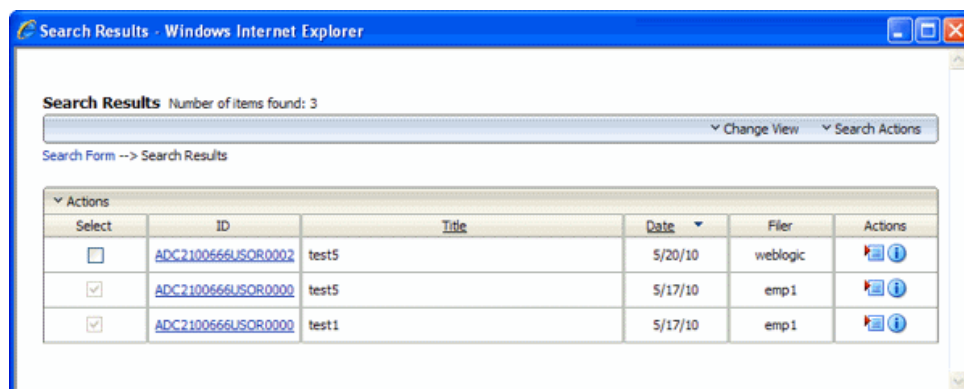 Search Results - Windows Internet Explorer
Search Results Number of items found: 3
Change View Search Actions
Search Form --> Search Results
Actions
Select ID Title Date Filer Actions
ADC2100666USOR0002 test5 5/20/10 weblogic
ADC2100666USOR0000 test5 5/17/10 emp1
ADC2100666USOR0000 test1 5/17/10 emp1